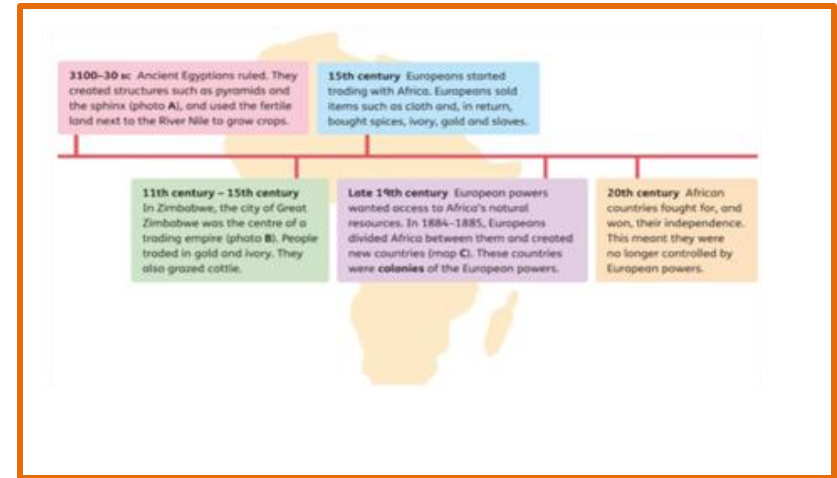 3100–30 BC Ancient Egyptians ruled. They
created structures such as pyramids and
the sphinx (photo A), and used the fertile
land next to the River Nile to grow crops.
15th century Europeans started
trading with Africa. Europeans sold
items such as cloth and, in return,
bought spices, ivory, gold and slaves.
11th century – 15th century
In Zimbabwe, the city of Great
Zimbabwe was the centre of a
trading empire (photo B). People
traded in gold and ivory. They
also grazed cattle.
Late 19th century European powers
wanted access to Africa's natural
resources. In 1884–1885, Europeans
divided Africa between them and created
new countries (map C). These countries
were colonies of the European powers.
20th century African
countries fought for, and
won, their independence.
This meant they were
no longer controlled by
European powers.